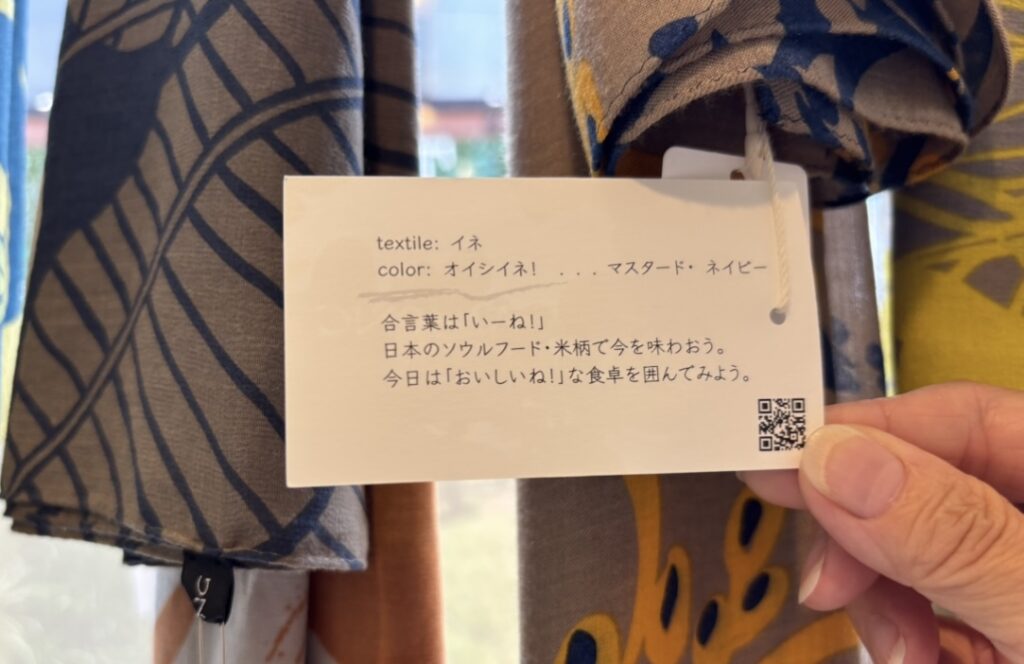 textile: イネ
color: オイシイネ! ...マスタード・ネイビー
合言葉は「いーね!」
日本のソウルフード・米柄で今を味わおう。
今日は「おいしいね!」な食卓を囲んでみよう。